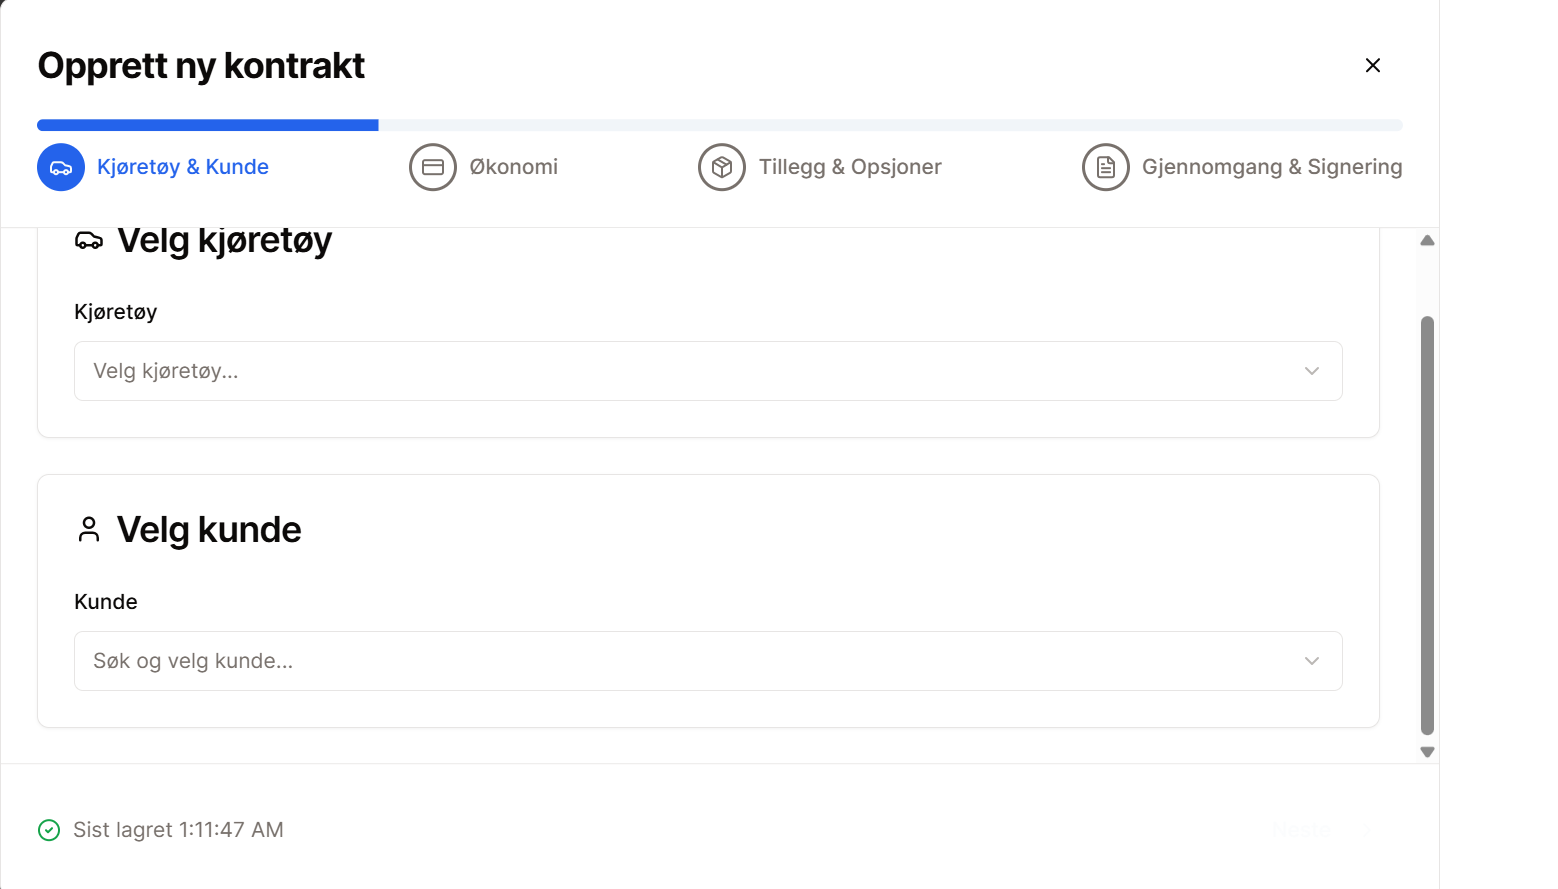 Opprett ny kontrakt
Kjøretøy & Kunde
Økonomi
Tillegg & Opsjoner
Gjennomgang & Signering
Velg kjøretøy
Kjøretøy
Velg kjøretøy...
Velg kunde
Kunde
Søk og velg kunde...
Sist lagret 1:11:47 AM
Neste